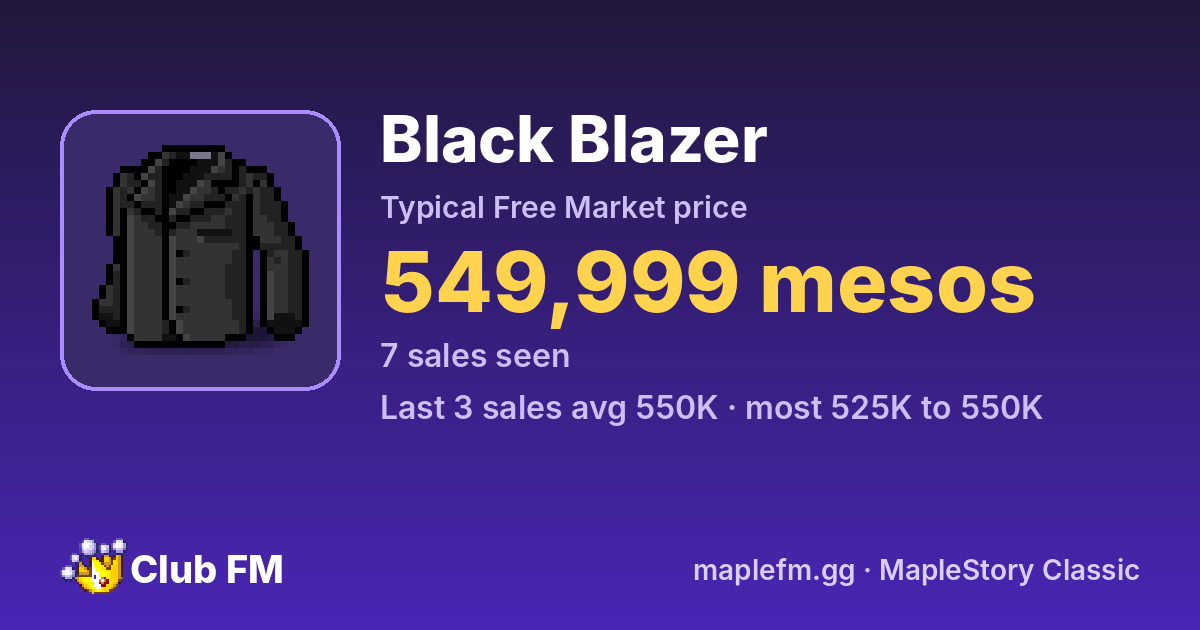 Black Blazer
Typical Free Market price
549,999 mesos
7 sales seen
Last 3 sales avg 550K · most 525K to 550K
Club FM
maplefm.gg · MapleStory Classic